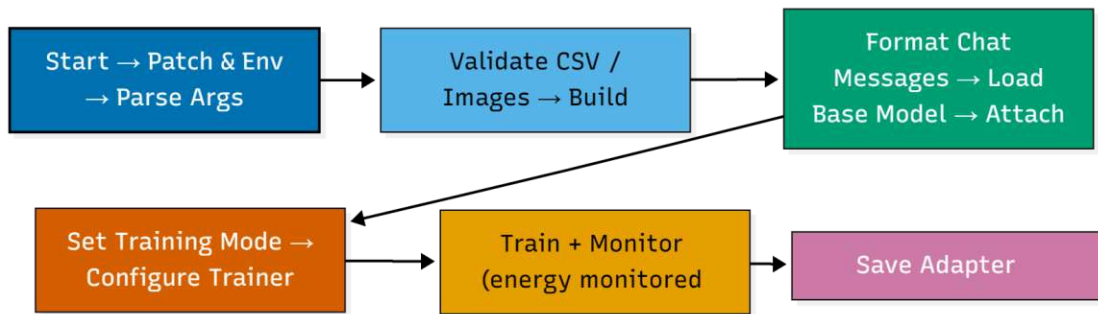 Start → Patch & Env
→ Parse Args
Validate CSV /
Images → Build
Format Chat
Messages → Load
Base Model → Attach
Set Training Mode →
Configure Trainer
Train + Monitor
(energy monitored
Save Adapter